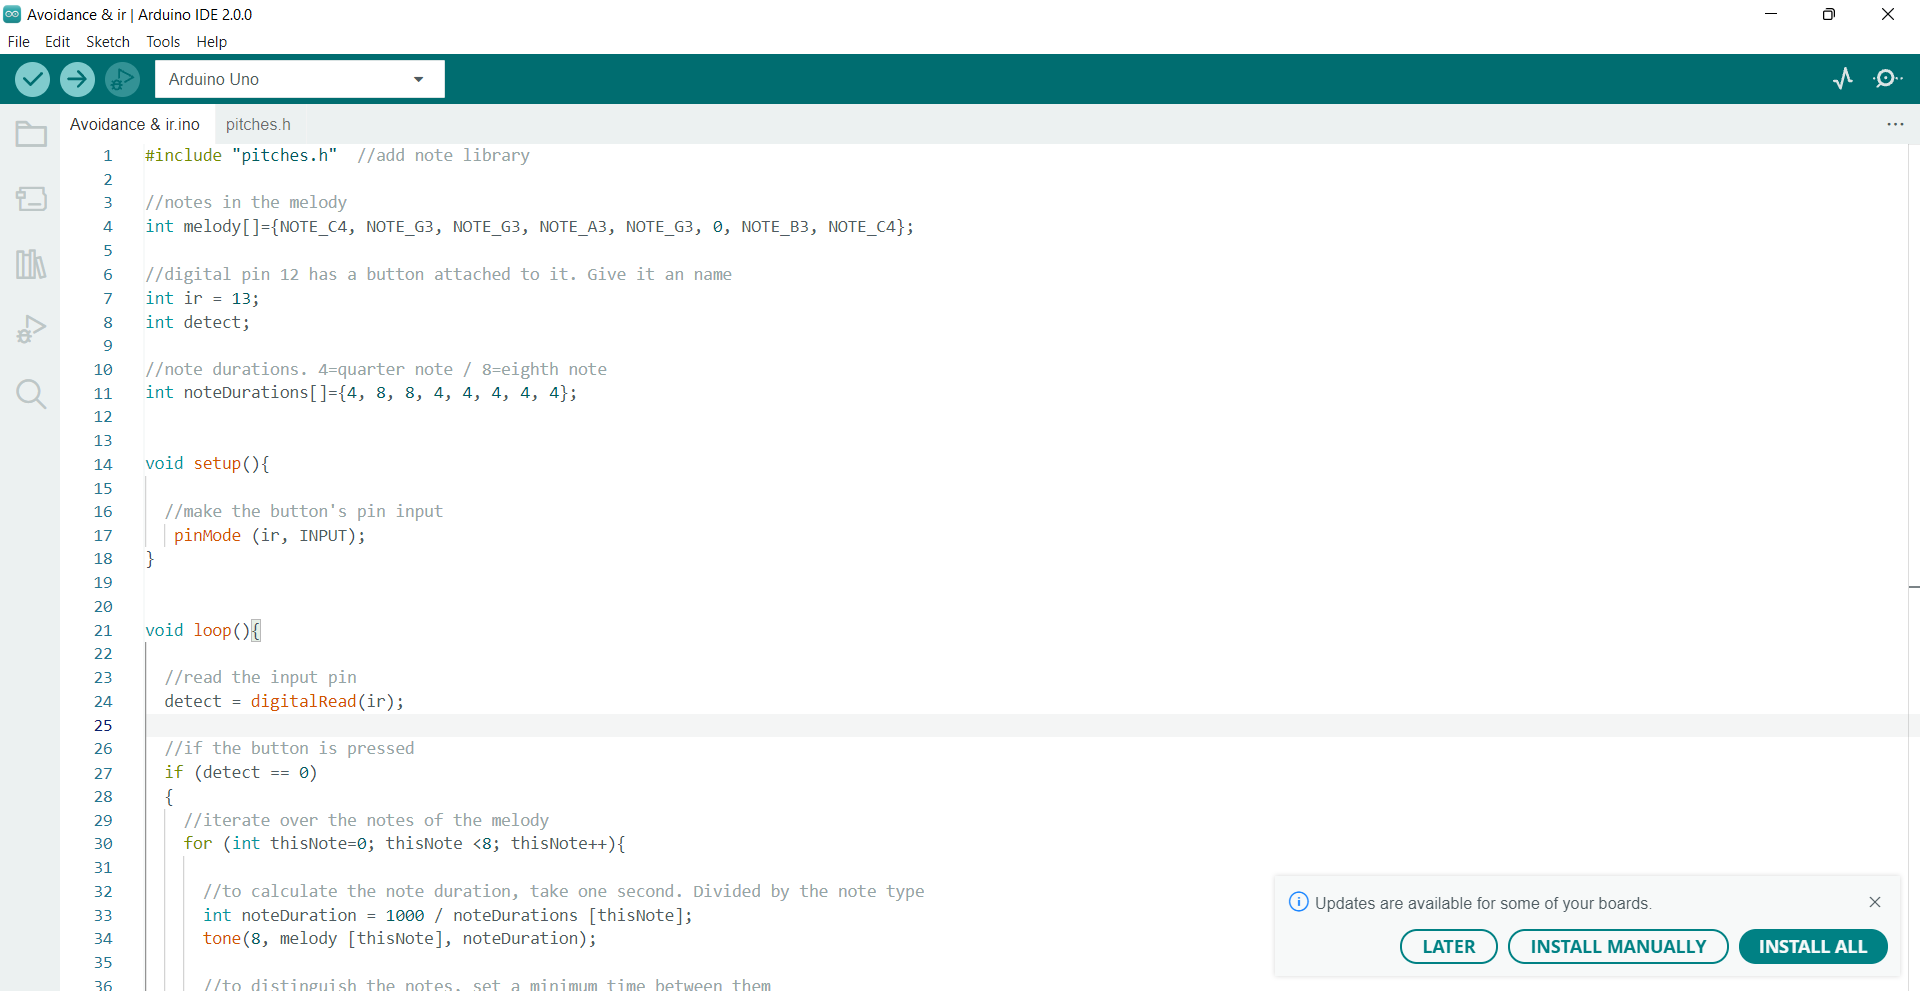 Avoidance & ir | Arduino IDE 2.0.0
File Edit Sketch Tools Help
Arduino Uno
Avoidance & ir.ino pitches.h
1 #include "pitches.h"  //add note library
2
3 //notes in the melody
4 int melody[]={NOTE_C4, NOTE_G3, NOTE_G3, NOTE_A3, NOTE_G3, 0, NOTE_B3, NOTE_C4};
5
6 //digital pin 12 has a button attached to it. Give it an name
7 int ir = 13;
8 int detect;
9
10 //note durations. 4=quarter note / 8=eighth note
11 int noteDurations[]={4, 8, 8, 4, 4, 4, 4, 4};
12
13
14 void setup(){
15
16 //make the button's pin input
17 pinMode (ir, INPUT);
18 }
19
20
21 void loop(){
22
23 //read the input pin
24 detect = digitalRead(ir);
25
26 //if the button is pressed
27 if (detect == 0)
28 {
29 //iterate over the notes of the melody
30 for (int thisNote=0; thisNote <8; thisNote++){
31
32 //to calculate the note duration, take one second. Divided by the note type
33 int noteDuration = 1000 / noteDurations [thisNote];
34 tone(8, melody [thisNote], noteDuration);
35
36 //to distinguish the notes, set a minimum time between them
Updates are available for some of your boards.
LATER INSTALL MANUALLY INSTALL ALL